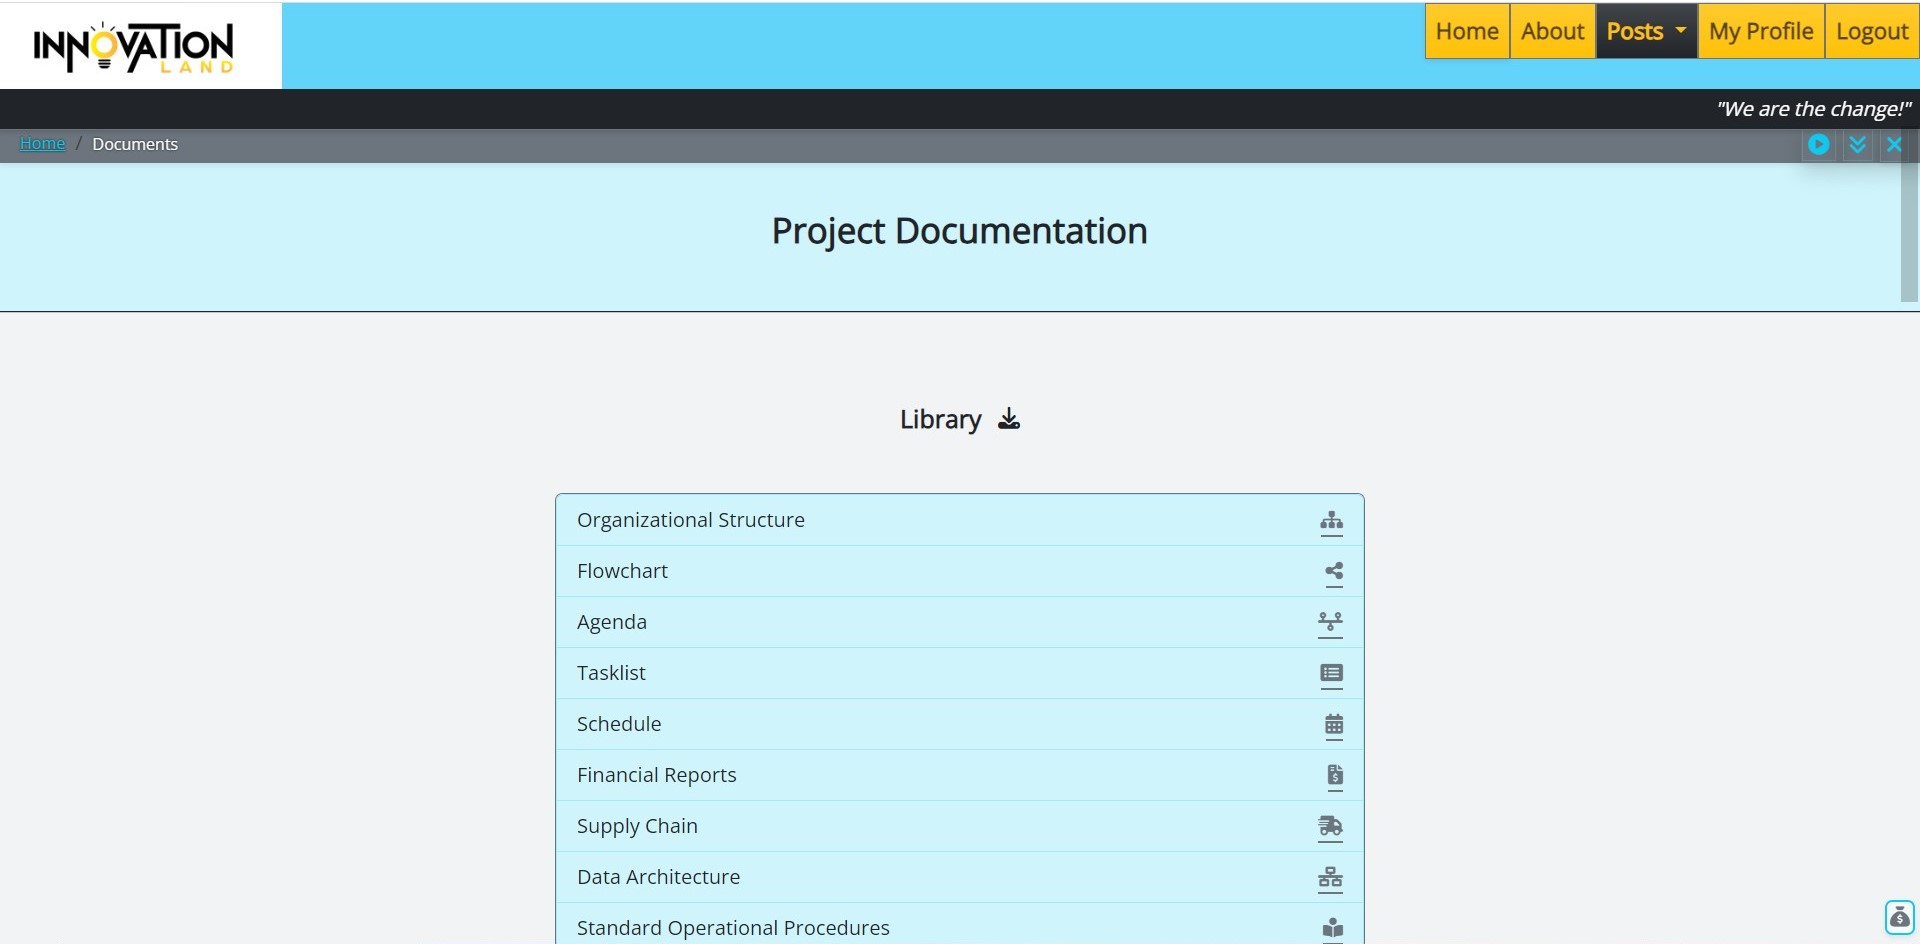 INNOVATION
LAND
Home About Posts My Profile Logout
"We are the change!"
Home / Documents
Project Documentation
Library
Organizational Structure
Flowchart
Agenda
Tasklist
Schedule
Financial Reports
Supply Chain
Data Architecture
Standard Operational Procedures